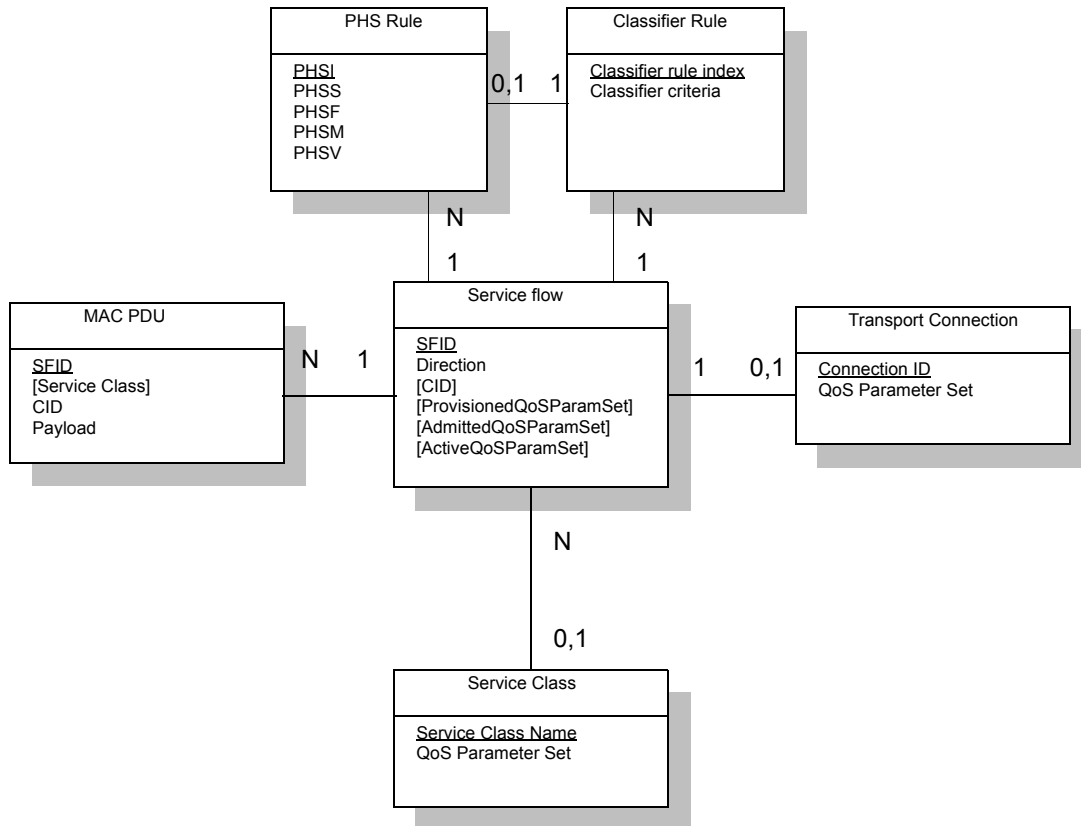 PHS Rule
PHSI
PHSS
PHSF
PHSM
PHSV
0,1 1
Classifier Rule
Classifier rule index
Classifier criteria
N
1
N
1
MAC PDU
SFID
[Service Class]
CID
Payload
N 1
Service flow
SFID
Direction
[CID]
[ProvisionedQoSParamSet]
[AdmittedQoSParamSet]
[ActiveQoSParamSet]
1 0,1
Transport Connection
Connection ID
QoS Parameter Set
N
0,1
Service Class
Service Class Name
QoS Parameter Set